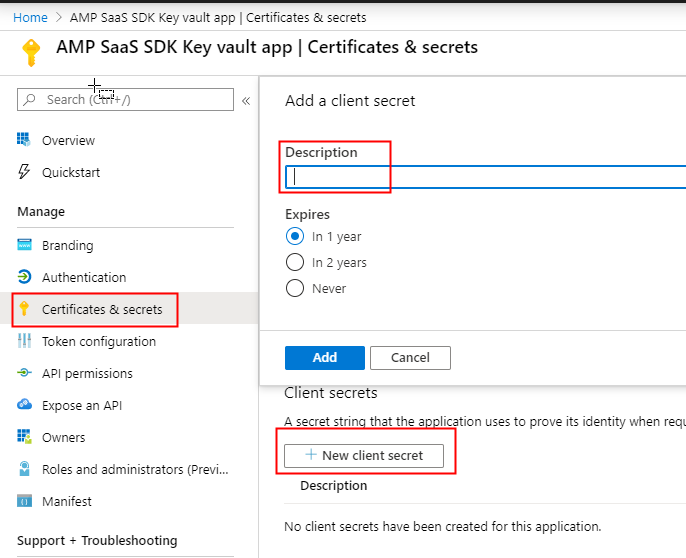 Home > AMP SaaS SDK Key vault app | Certificates & secrets
AMP SaaS SDK Key vault app | Certificates & secrets
Search (Ctrl+/)
«
Overview
Quickstart
Manage
Branding
Authentication
Certificates & secrets
Token configuration
API permissions
Expose an API
Owners
Roles and administrators (Previ...
Manifest
Support + Troubleshooting
Add a client secret
Description
Expires
In 1 year
In 2 years
Never
Add
Cancel
Client secrets
A secret string that the application uses to prove its identity when requ
+ New client secret
Description
No client secrets have been created for this application.